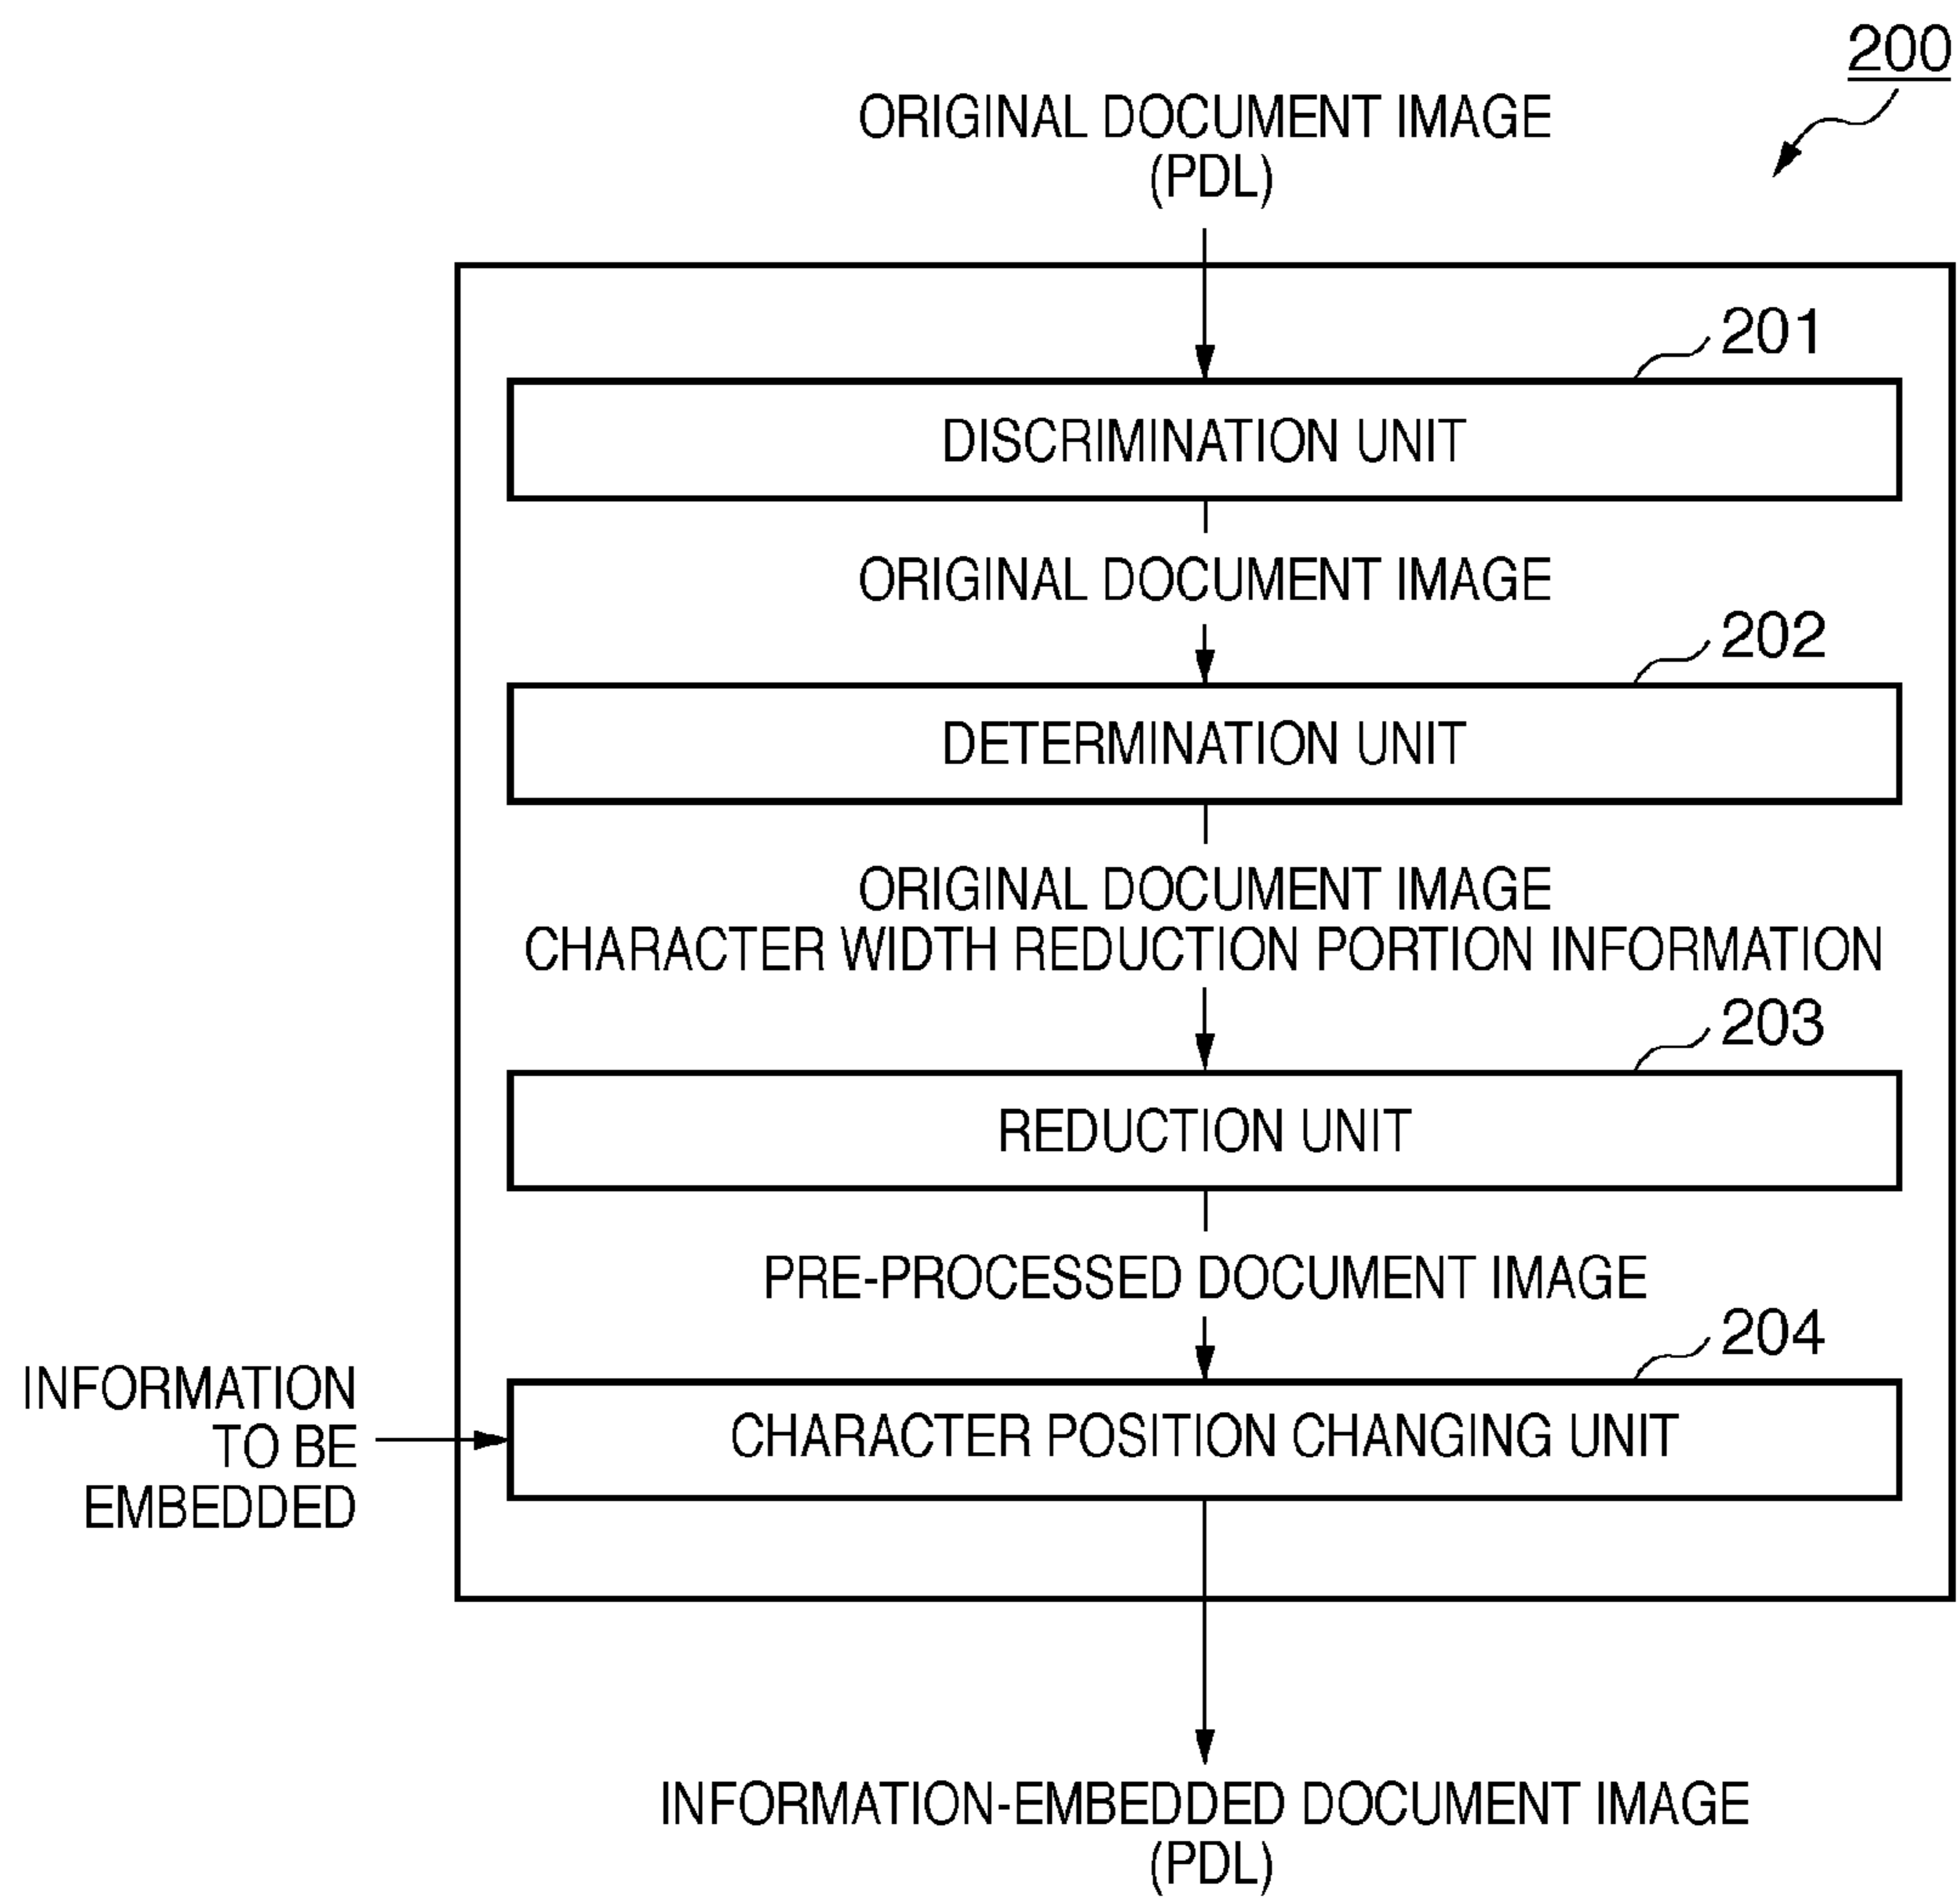 200
ORIGINAL DOCUMENT IMAGE
(PDL)
201
DISCRIMINATION UNIT
ORIGINAL DOCUMENT IMAGE
202
DETERMINATION UNIT
ORIGINAL DOCUMENT IMAGE
CHARACTER WIDTH REDUCTION PORTION INFORMATION
203
REDUCTION UNIT
PRE-PROCESSED DOCUMENT IMAGE
204
INFORMATION
TO BE
EMBEDDED
CHARACTER POSITION CHANGING UNIT
INFORMATION-EMBEDDED DOCUMENT IMAGE
(PDL)